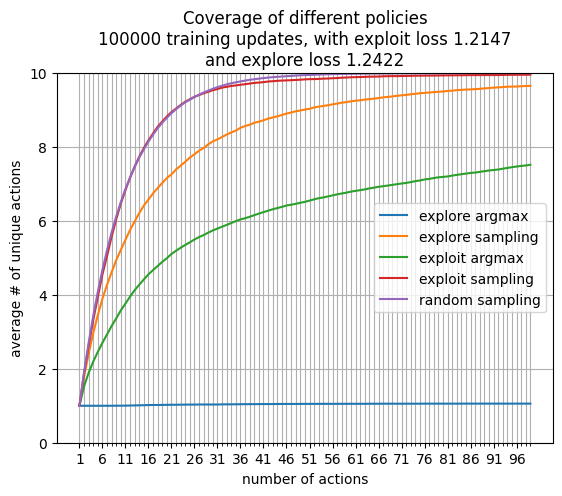 Coverage of different policies
100000 training updates, with exploit loss 1.2147
and explore loss 1.2422
10
8
6
4
2
0
average # of unique actions
explore argmax
explore sampling
exploit argmax
exploit sampling
random sampling
1 6 11 16 21 26 31 36 41 46 51 56 61 66 71 76 81 86 91 96
number of actions